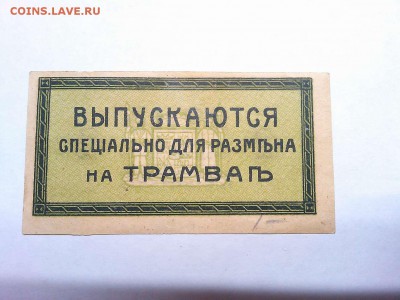 COINS.LAVE.RU
ВЫПУСКАЮТСЯ
СПЕЦІАЛЬНО ДЛЯ РАЗМѢНА
НА ТРАМВАѢ